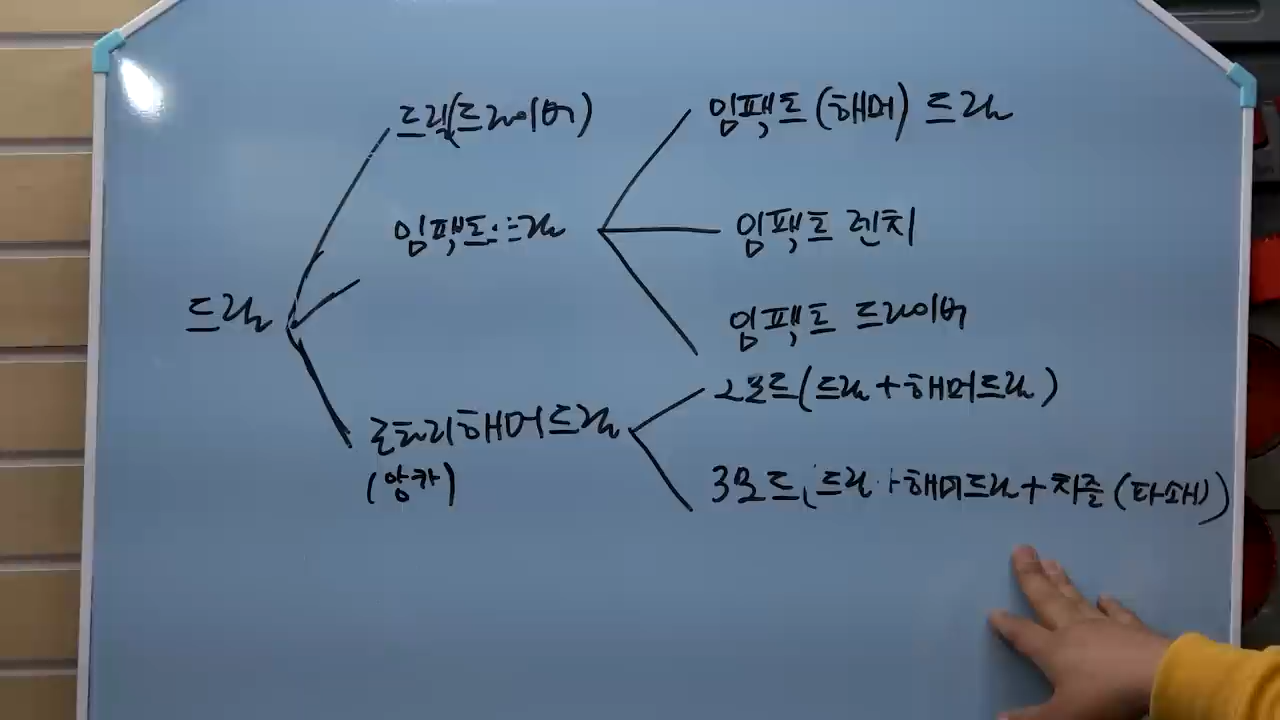 드릴
드릴(드라이버)
임팩트드릴
임팩트(해머) 드릴
임팩트 렌치
임팩트 드라이버
로타리해머드릴
(앙카)
2모드(드릴+해머드릴)
3모드(드릴+해머드릴+치즐(타쇄))